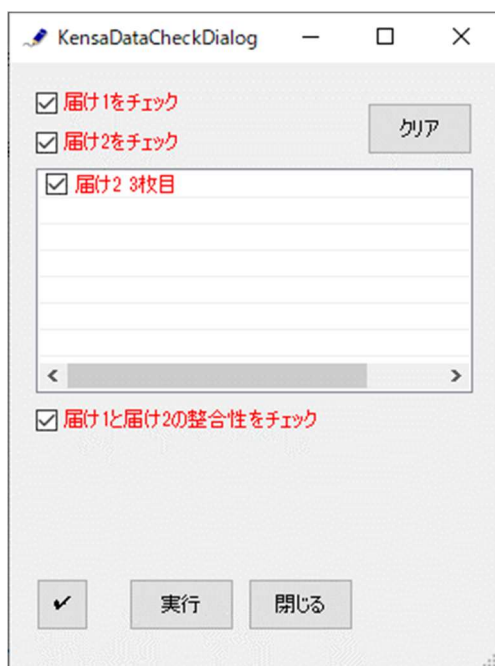 KensaDataCheckDialog
届け1をチェック
クリア
届け2をチェック
届け2 3枚目
届け1と届け2の整合性をチェック
実行
閉じる